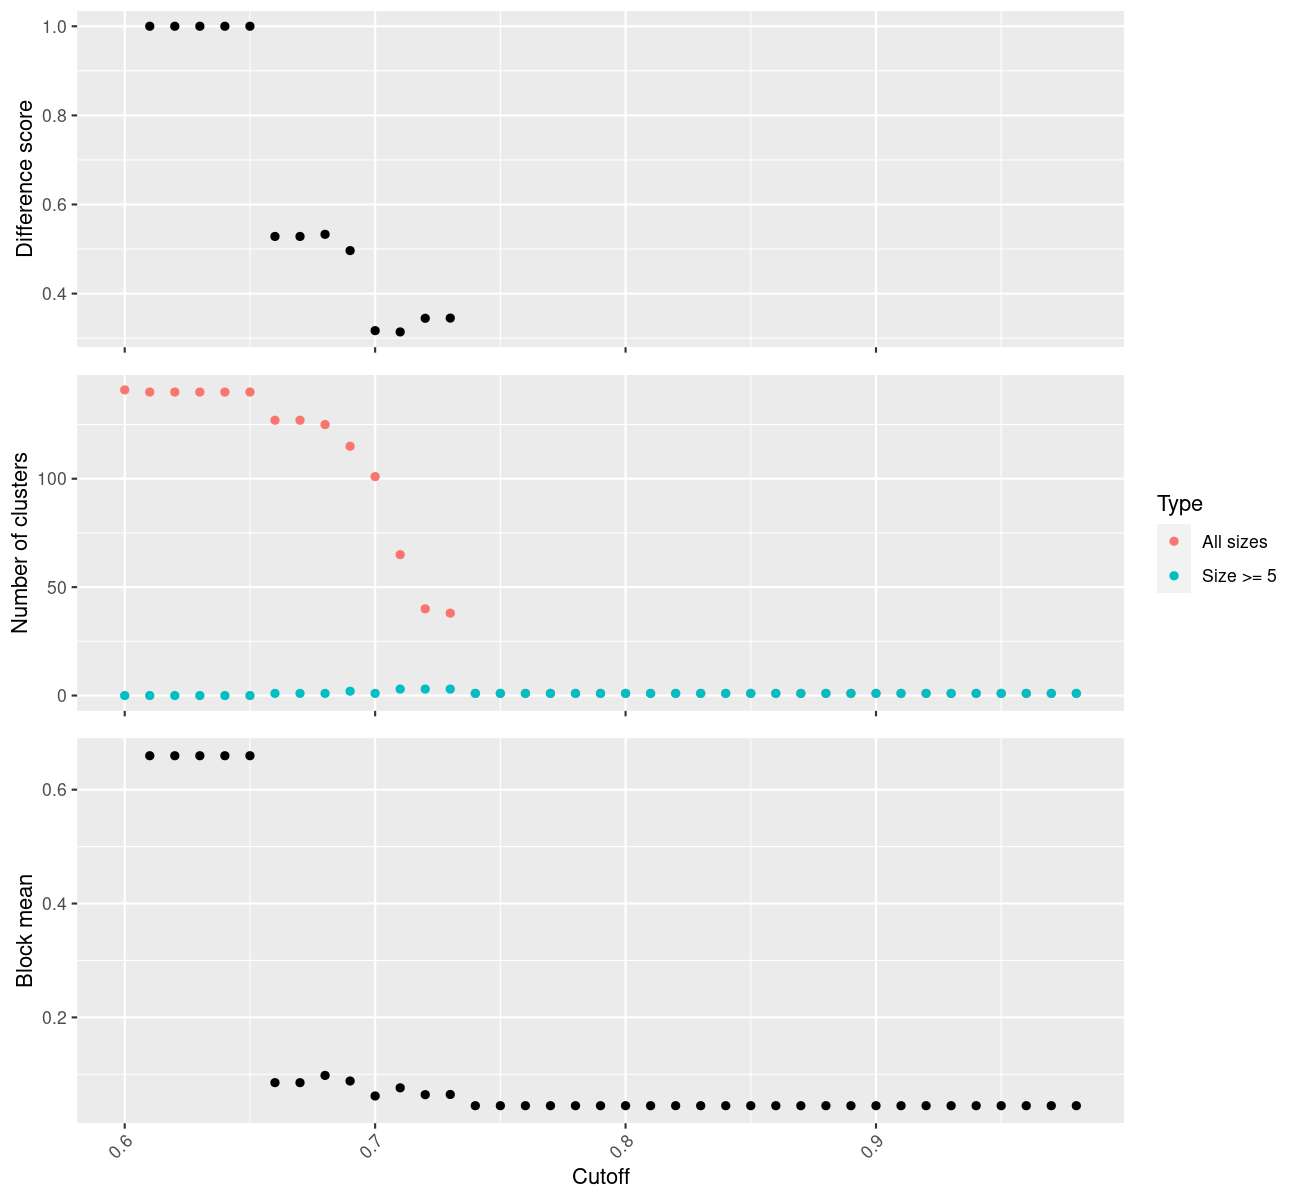 Difference score
1.0
0.8
0.6
0.4
Number of clusters
100
50
0
Type
All sizes
Size >= 5
Block mean
0.6
0.4
0.2
0.6
0.7
0.8
0.9
Cutoff